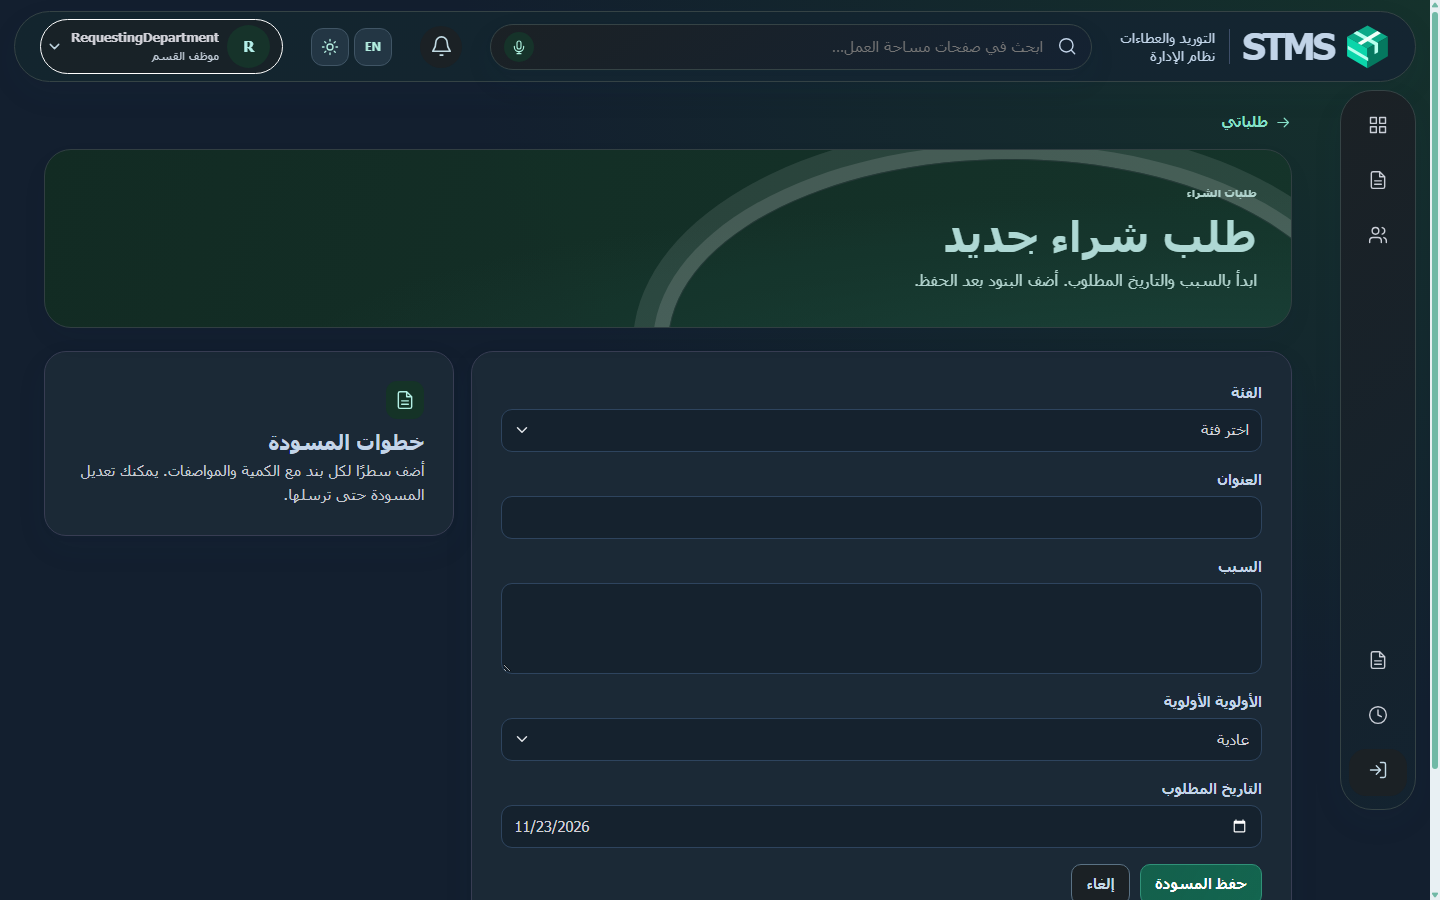 STMS
التوريد والعطاءات
نظام الإدارة
ابحث في صفحات مساحة العمل...
EN
R
RequestingDepartment
موظف القسم
طلباتي
طلبات الشراء
طلب شراء جديد
ابدأ بالسبب والتاريخ المطلوب. أضف البنود بعد الحفظ.
الفئة
اختر فئة
العنوان
السبب
الأولوية الأولوية
عادية
التاريخ المطلوب
11/23/2026
حفظ المسودة
إلغاء
خطوات المسودة
أضف سطرًا لكل بند مع الكمية والمواصفات. يمكنك تعديل
المسودة حتى ترسلها.